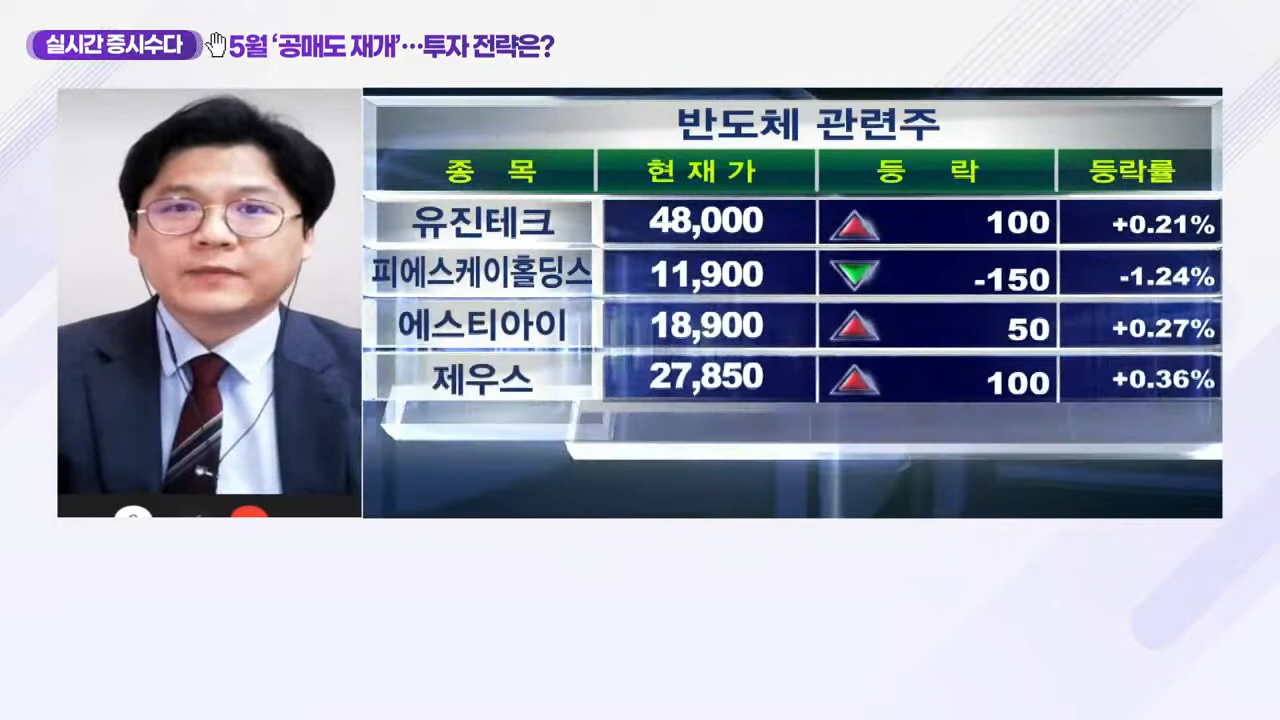 실시간 증시수다 5월 ‘공매도 재개’…투자 전략은?
반도체 관련주
종 목 현 재 가 등 락 등락률
유진테크 48,000 100 +0.21%
피에스케이홀딩스 11,900 -150 -1.24%
에스티아이 18,900 50 +0.27%
제우스 27,850 100 +0.36%